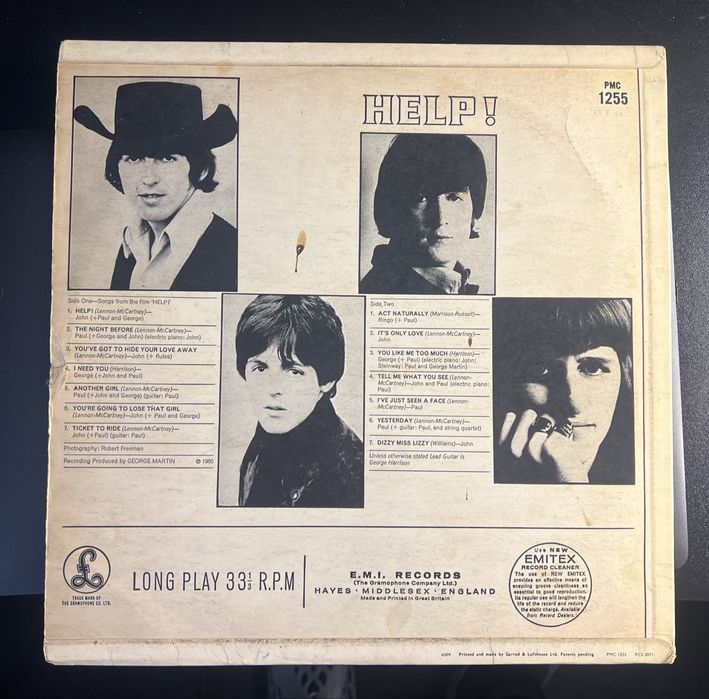 HELP!
PMC
1255
Side One—Songs from the film 'HELP!'
1. HELP! (Lennon-McCartney)—
John (+Paul and George)
2. THE NIGHT BEFORE (Lennon-McCartney)—
Paul (+George and John) (electric piano: John)
3. YOU'VE GOT TO HIDE YOUR LOVE AWAY
(Lennon-McCartney)—John (+ flutes)
4. I NEED YOU (Harrison)—
George (+John and Paul)
5. ANOTHER GIRL (Lennon-McCartney)—
Paul (+John and George) (guitar: Paul)
6. YOU'RE GOING TO LOSE THAT GIRL
(Lennon-McCartney)—John (+ Paul and George)
7. TICKET TO RIDE (Lennon-McCartney)—
John (+Paul) (guitar: Paul)
Photography: Robert Freeman
Recording Produced by GEORGE MARTIN ℗ 1965
Side Two
1. ACT NATURALLY (Morrison-Russell)—
Ringo (+ Paul)
2. IT'S ONLY LOVE (Lennon-McCartney)—
John
3. YOU LIKE ME TOO MUCH (Harrison)—
George (+ Paul) (electric piano: John;
Steinway: Paul and George Martin)
4. TELL ME WHAT YOU SEE (Lennon-
McCartney)—John and Paul (electric piano:
Paul)
5. I'VE JUST SEEN A FACE (Lennon-
McCartney)—Paul
6. YESTERDAY (Lennon-McCartney)—
Paul (+ guitar: Paul, and string quartet)
7. DIZZY MISS LIZZY (Williams)—John
Unless otherwise stated Lead Guitar is
George Harrison
TRADE MARK OF
THE GRAMOPHONE CO. LTD.
LONG PLAY 33⅓ R.P.M
E.M.I. RECORDS
(The Gramophone Company Ltd.)
HAYES · MIDDLESEX · ENGLAND
Made and Printed in Great Britain
Use NEW
EMITEX
RECORD CLEANER
The use of NEW EMITEX
provides an effective means of
ensuring groove cleanliness an
essential to good reproduction.
Its regular use will lengthen the
life of the record and reduce
the static charge. Available
from Record Dealers.
6509 Printed and made by Garrod & Lofthouse Ltd. Patents pending PMC 1255 PCS 3071